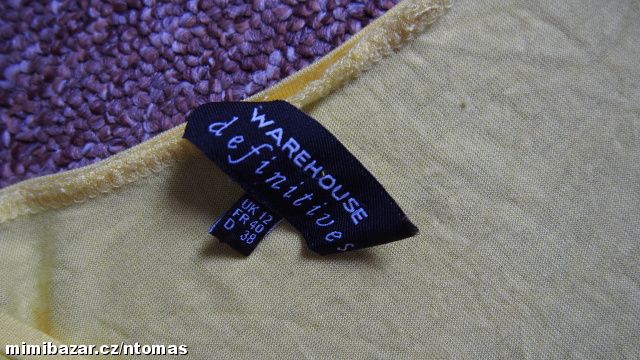 WAREHOUSE
definitives
UK 12
FR 40
D 38
mimibazar.cz/ntomas